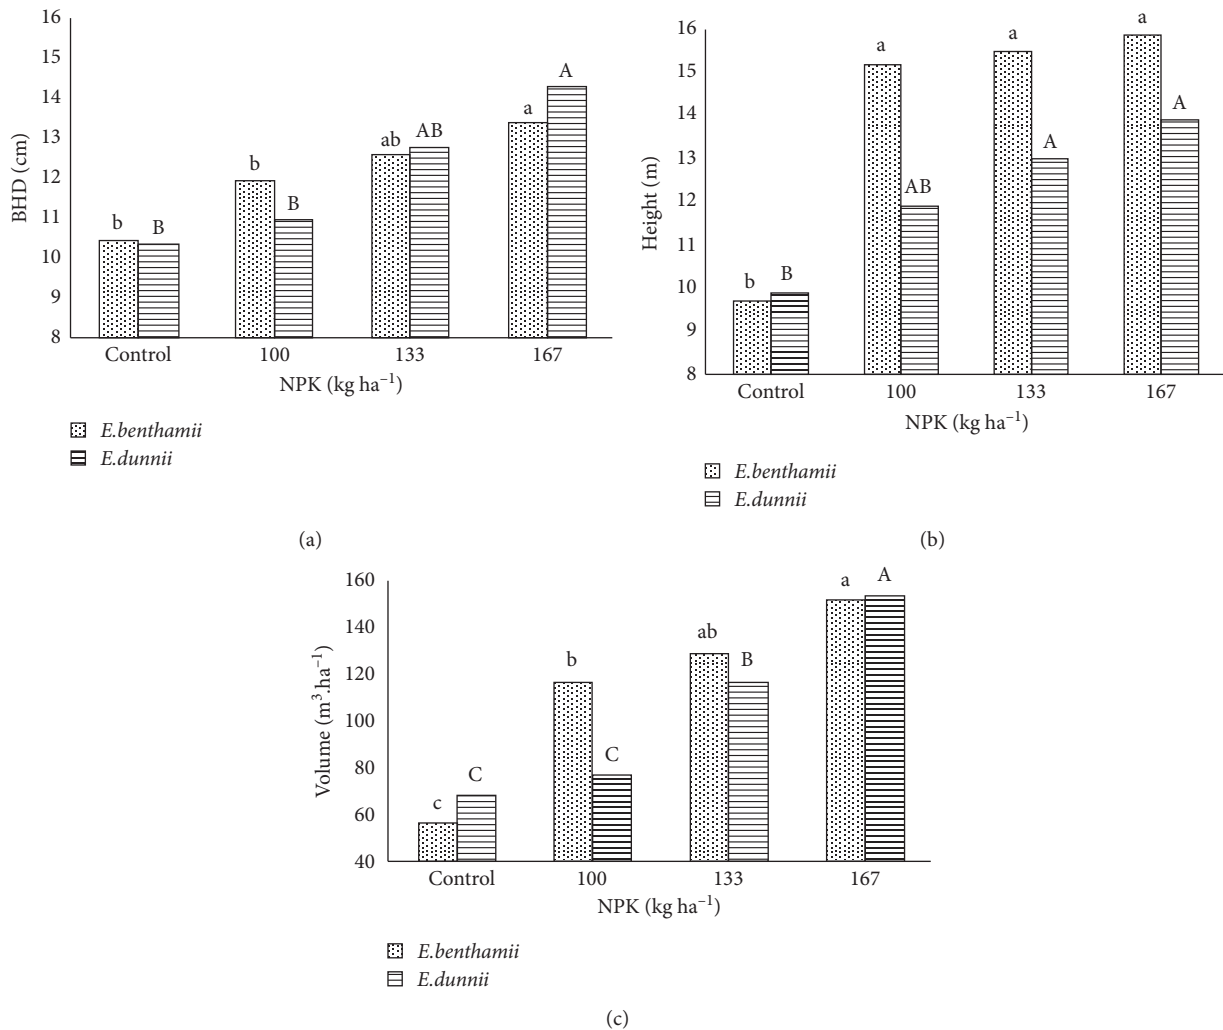 16
15
14
13
12
11
10
9
8
BHD (cm)
b
B
b
B
ab
AB
a
A
Control
100
133
167
NPK (kg ha⁻¹)
E.benthamii
E.dunnii
(a)
16
15
14
13
12
11
10
9
8
Height (m)
b
B
a
AB
a
A
a
A
Control
100
133
167
NPK (kg ha⁻¹)
E.benthamii
E.dunnii
(b)
160
140
120
100
80
60
40
Volume (m³.ha⁻¹)
c
C
b
C
ab
B
a
A
Control
100
133
167
NPK (kg ha⁻¹)
E.benthamii
E.dunnii
(c)